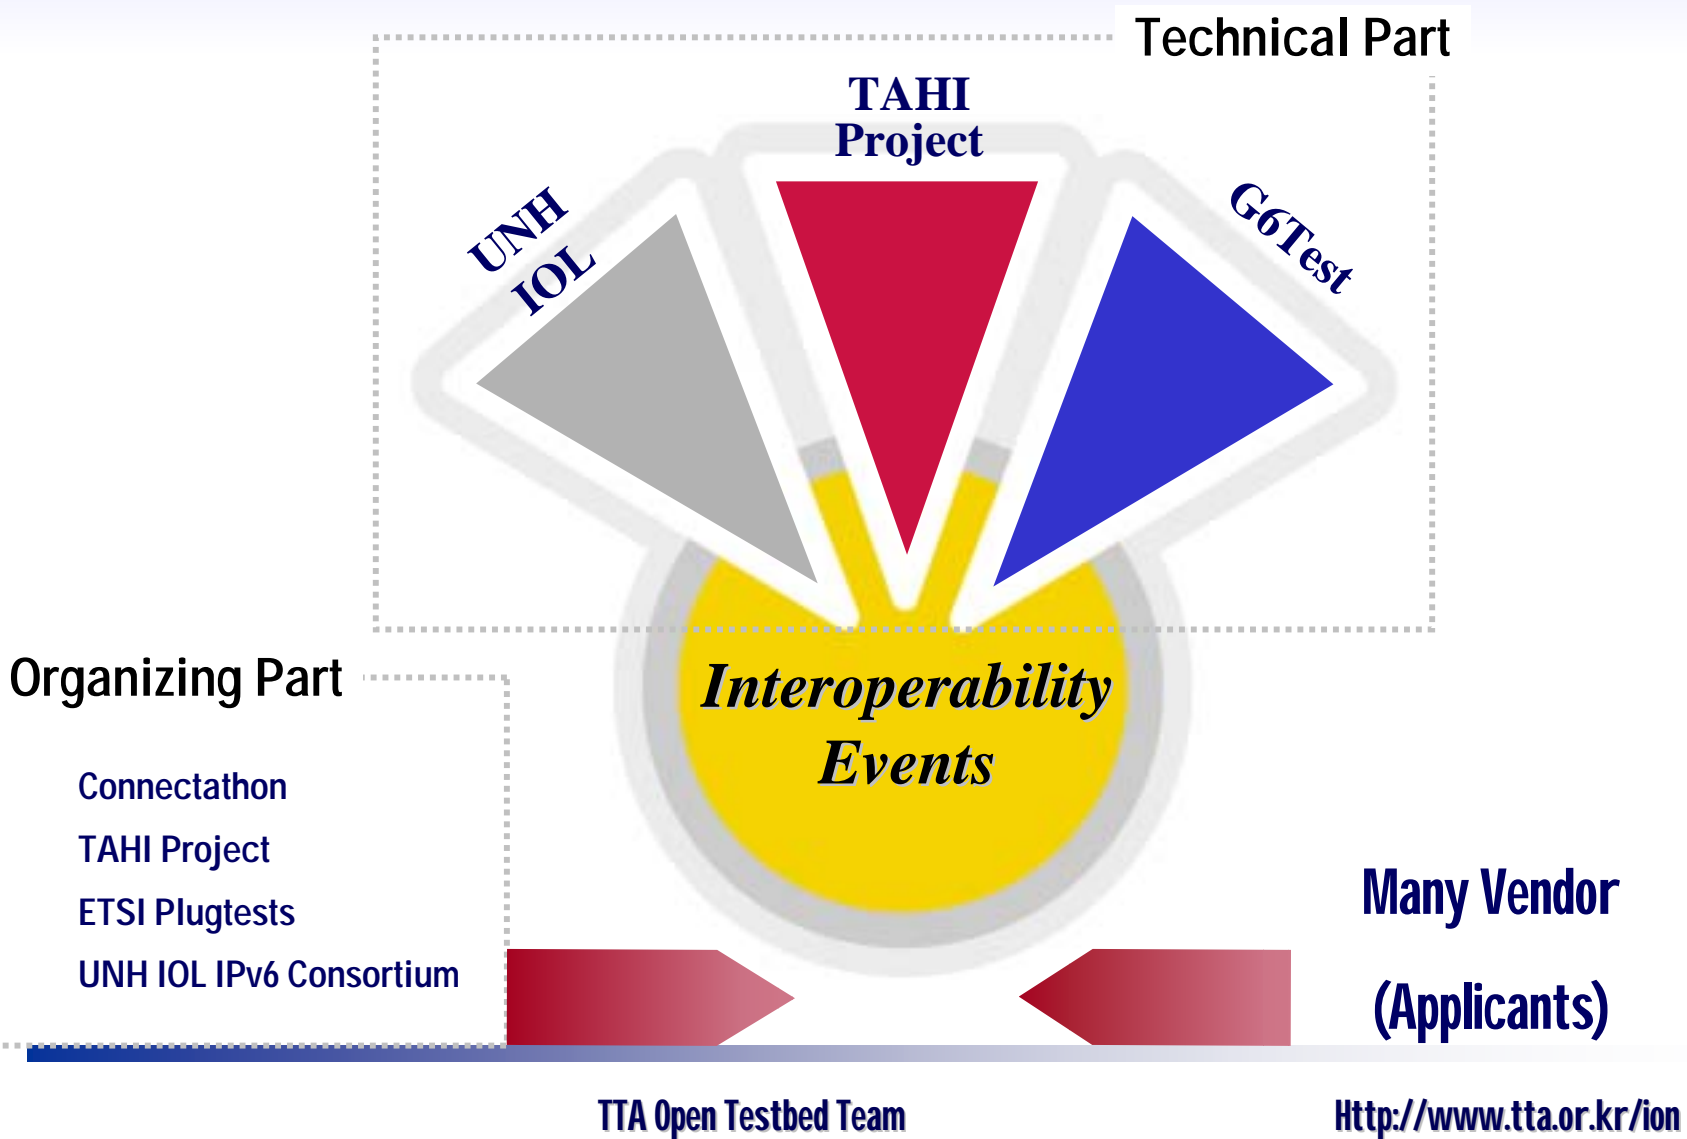 Technical Part
TAHI
Project
UNH
IOL
G6Test
Organizing Part
Interoperability
Events
Connectathon
TAHI Project
ETSI Plugtests
UNH IOL IPv6 Consortium
Many Vendor
(Applicants)
TTA Open Testbed Team
Http://www.tta.or.kr/ion